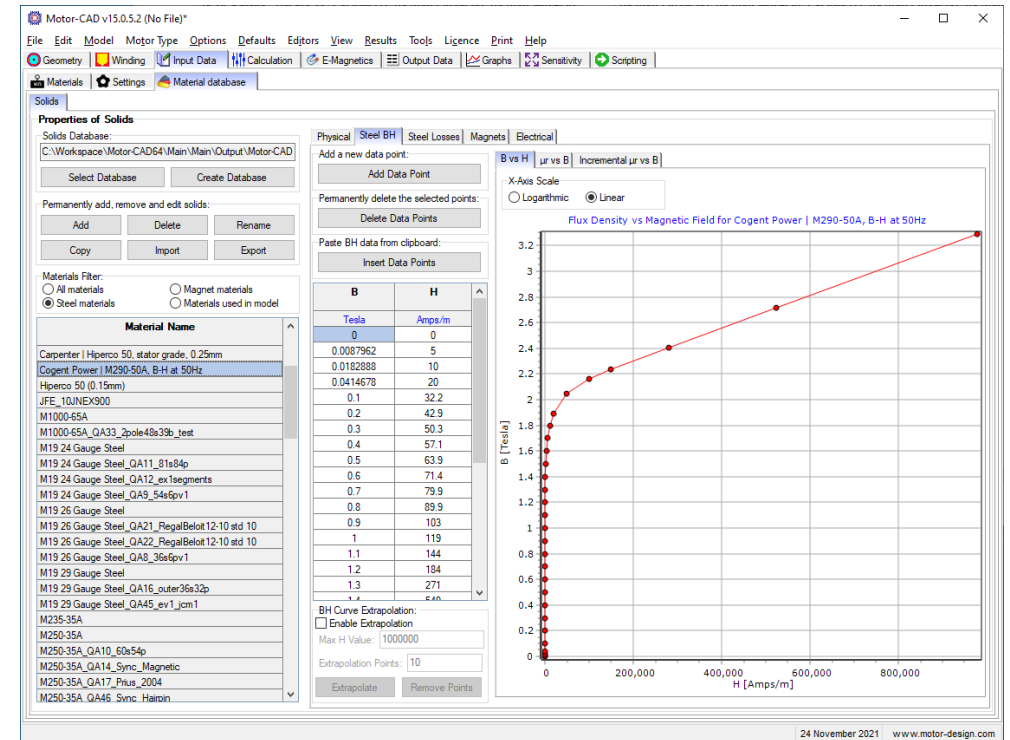 Motor-CAD v15.0.5.2 (No File)*
File Edit Model Motor Type Options Defaults Editors View Results Tools Licence Print Help
Geometry Winding Input Data Calculation E-Magnetics Output Data Graphs Sensitivity Scripting
Materials Settings Material database
Solids
Properties of Solids
Solids Database:
C:\Workspace\Motor-CAD64\Main\Main\Output\Motor-CAD
Select Database Create Database
Permanently add, remove and edit solids:
Add Delete Rename
Copy Import Export
Materials Filter:
All materials Magnet materials
Steel materials Materials used in model
Material Name
Carpenter | Hiperco 50, stator grade, 0.25mm
Cogent Power | M290-50A, B-H at 50Hz
Hiperco 50 (0.15mm)
JFE_10JNEX900
M1000-65A
M1000-65A_QA33_2pole48s39b_test
M19 24 Gauge Steel
M19 24 Gauge Steel_QA11_81s84p
M19 24 Gauge Steel_QA12_ex1segments
M19 24 Gauge Steel_QA9_54s6pv1
M19 26 Gauge Steel
M19 26 Gauge Steel_QA21_RegalBeloit12-10 std 10
M19 26 Gauge Steel_QA22_RegalBeloit12-10 std 10
M19 26 Gauge Steel_QA8_36s6pv1
M19 29 Gauge Steel
M19 29 Gauge Steel_QA16_outer36s32p
M19 29 Gauge Steel_QA45_ev1_jcm1
M235-35A
M250-35A
M250-35A_QA10_60s54p
M250-35A_QA14_Sync_Magnetic
M250-35A_QA17_Prius_2004
M250-35A_QA46_Sync_Hairpin
Physical Steel BH Steel Losses Magnets Electrical
Add a new data point:
Add Data Point
Permanently delete the selected points:
Delete Data Points
Paste BH data from clipboard:
Insert Data Points
B H
Tesla Amps/m
0 0
0.0087962 5
0.0182888 10
0.0414678 20
0.1 32.2
0.2 42.9
0.3 50.3
0.4 57.1
0.5 63.9
0.6 71.4
0.7 79.9
0.8 89.9
0.9 103
1 119
1.1 144
1.2 184
1.3 271
1.4 549
BH Curve Extrapolation:
Enable Extrapolation
Max H Value: 1000000
Extrapolation Points: 10
Extrapolate Remove Points
B vs H µr vs B Incremental µr vs B
X-Axis Scale
Logarithmic Linear
Flux Density vs Magnetic Field for Cogent Power | M290-50A, B-H at 50Hz
3.2
3
2.8
2.6
2.4
2.2
2
1.8
1.6
1.4
1.2
1
0.8
0.6
0.4
0.2
0
B [Tesla]
0 200,000 400,000 600,000 800,000
H [Amps/m]
24 November 2021 www.motor-design.com